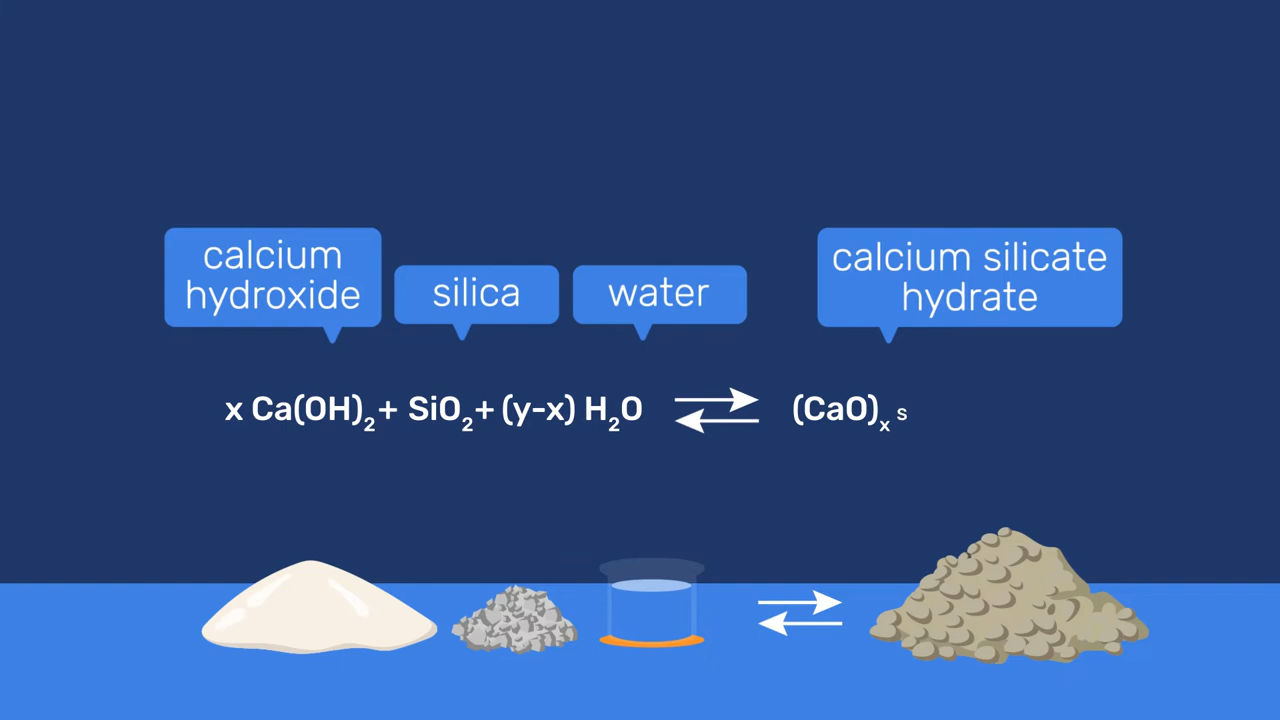 calcium
hydroxide
silica
water
calcium silicate
hydrate
x Ca(OH)₂ + SiO₂ + (y-x) H₂O ⇌ (CaO)ₓ s